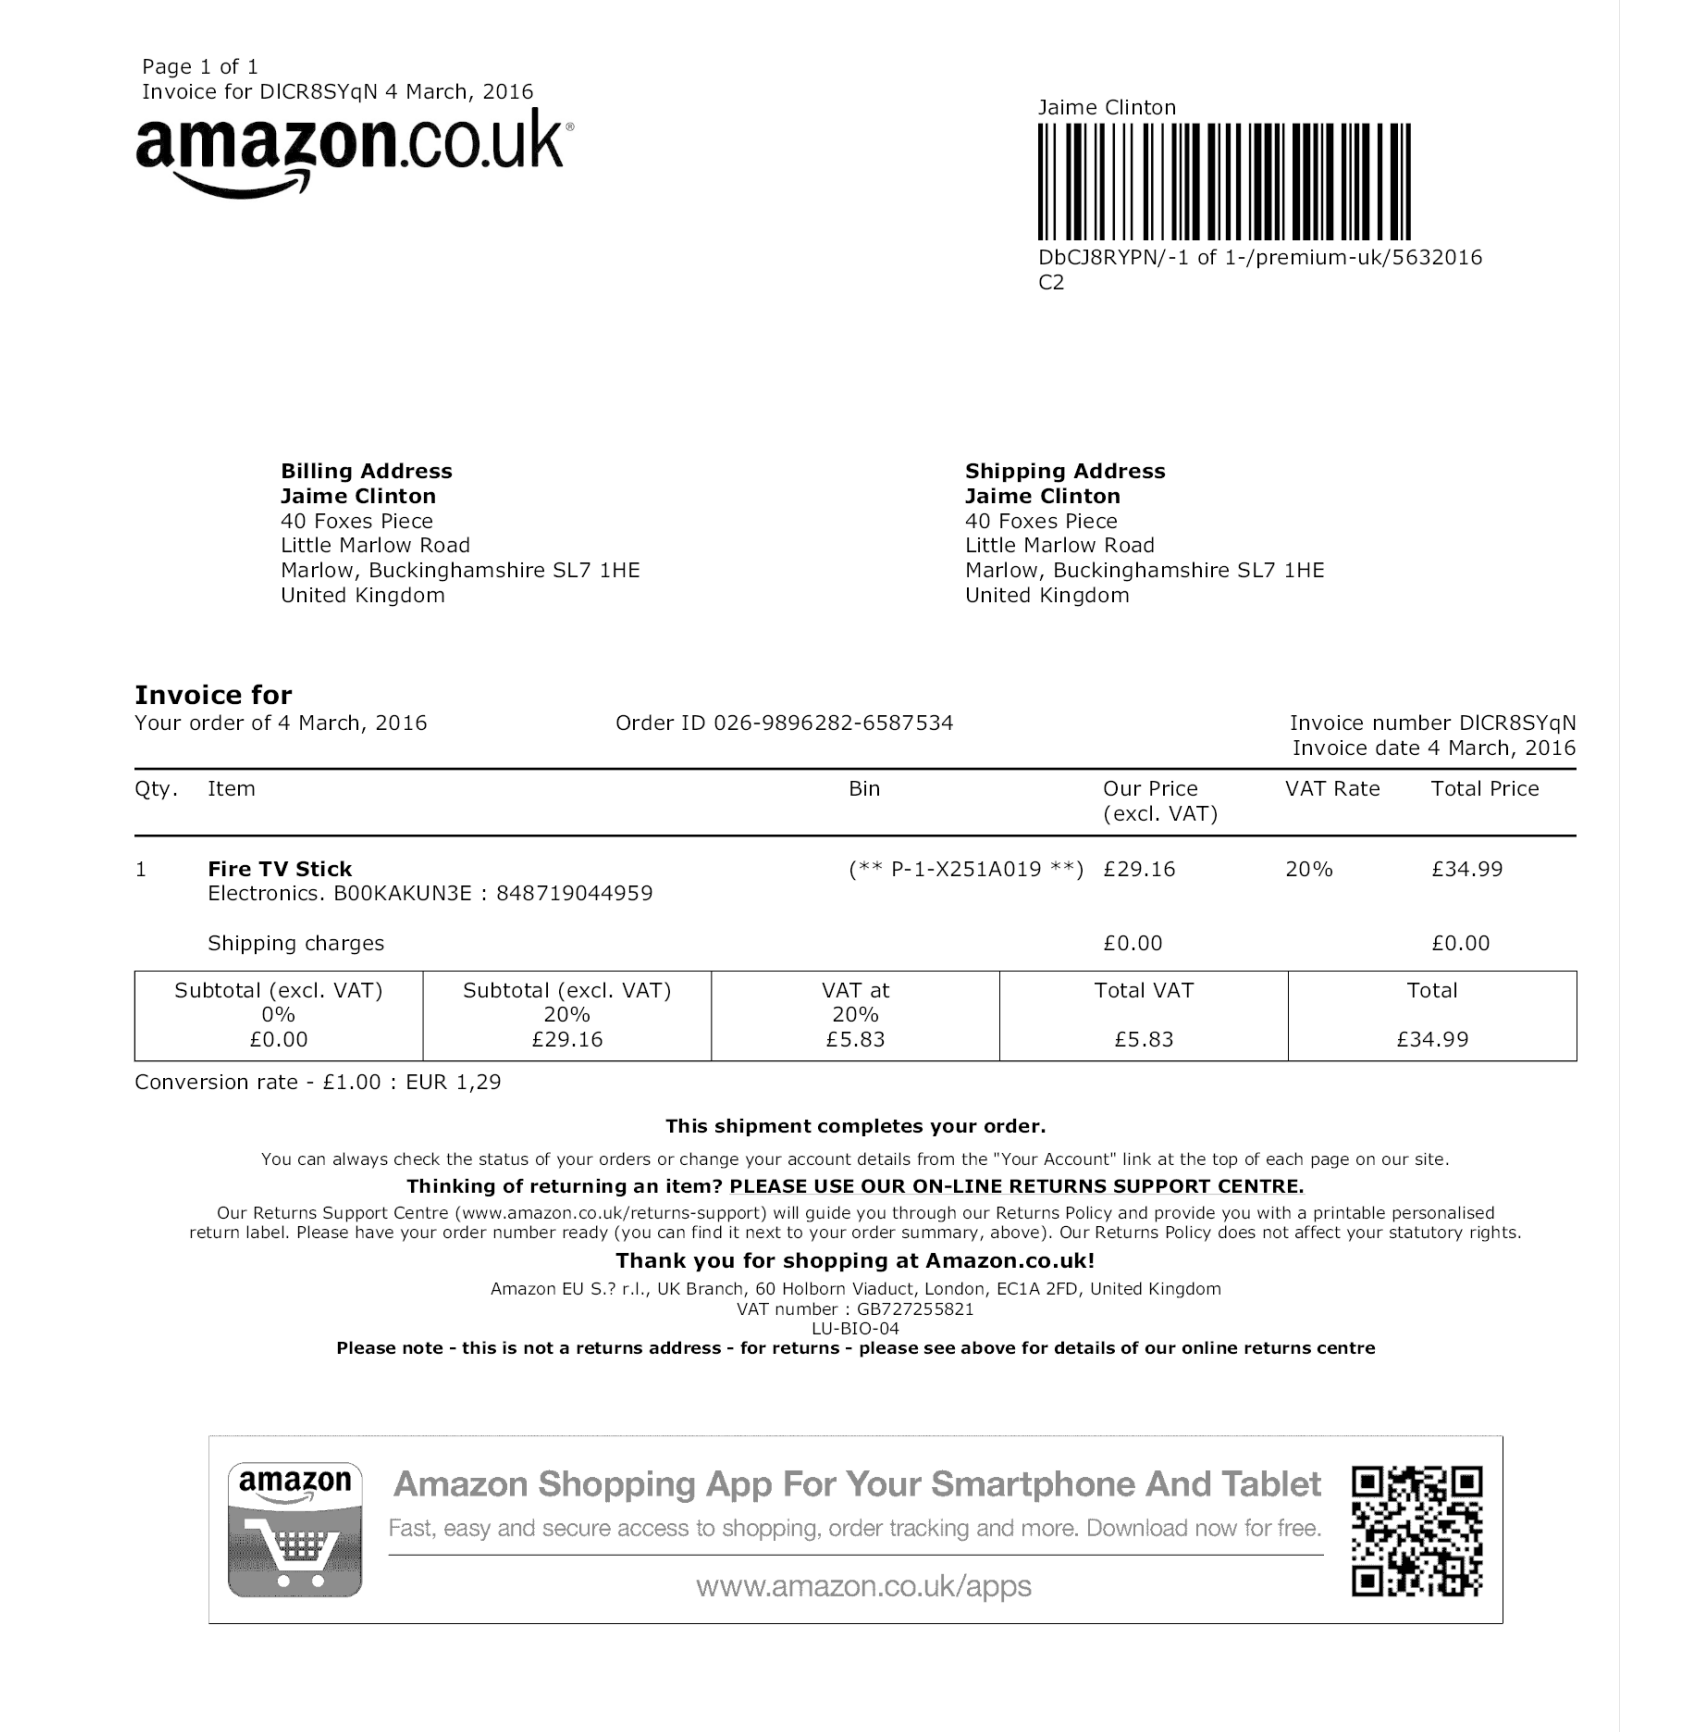 Page 1 of 1
Invoice for DlCR8SYqN 4 March, 2016
amazon.co.uk®
Jaime Clinton
DbCJ8RYPN/-1 of 1-/premium-uk/5632016
C2
Billing Address
Jaime Clinton
40 Foxes Piece
Little Marlow Road
Marlow, Buckinghamshire SL7 1HE
United Kingdom
Shipping Address
Jaime Clinton
40 Foxes Piece
Little Marlow Road
Marlow, Buckinghamshire SL7 1HE
United Kingdom
Invoice for
Your order of 4 March, 2016 Order ID 026-9896282-6587534 Invoice number DlCR8SYqN
Invoice date 4 March, 2016
Qty. Item Bin Our Price VAT Rate Total Price
(excl. VAT)
1 Fire TV Stick (** P-1-X251A019 **) £29.16 20% £34.99
Electronics. B00KAKUN3E : 848719044959
Shipping charges £0.00 £0.00
Subtotal (excl. VAT) Subtotal (excl. VAT) VAT at Total VAT Total
0% 20% 20%
£0.00 £29.16 £5.83 £5.83 £34.99
Conversion rate - £1.00 : EUR 1,29
This shipment completes your order.
You can always check the status of your orders or change your account details from the "Your Account" link at the top of each page on our site.
Thinking of returning an item? PLEASE USE OUR ON-LINE RETURNS SUPPORT CENTRE.
Our Returns Support Centre (www.amazon.co.uk/returns-support) will guide you through our Returns Policy and provide you with a printable personalised
return label. Please have your order number ready (you can find it next to your order summary, above). Our Returns Policy does not affect your statutory rights.
Thank you for shopping at Amazon.co.uk!
Amazon EU S.? r.l., UK Branch, 60 Holborn Viaduct, London, EC1A 2FD, United Kingdom
VAT number : GB727255821
LU-BIO-04
Please note - this is not a returns address - for returns - please see above for details of our online returns centre
amazon
Amazon Shopping App For Your Smartphone And Tablet
Fast, easy and secure access to shopping, order tracking and more. Download now for free.
www.amazon.co.uk/apps